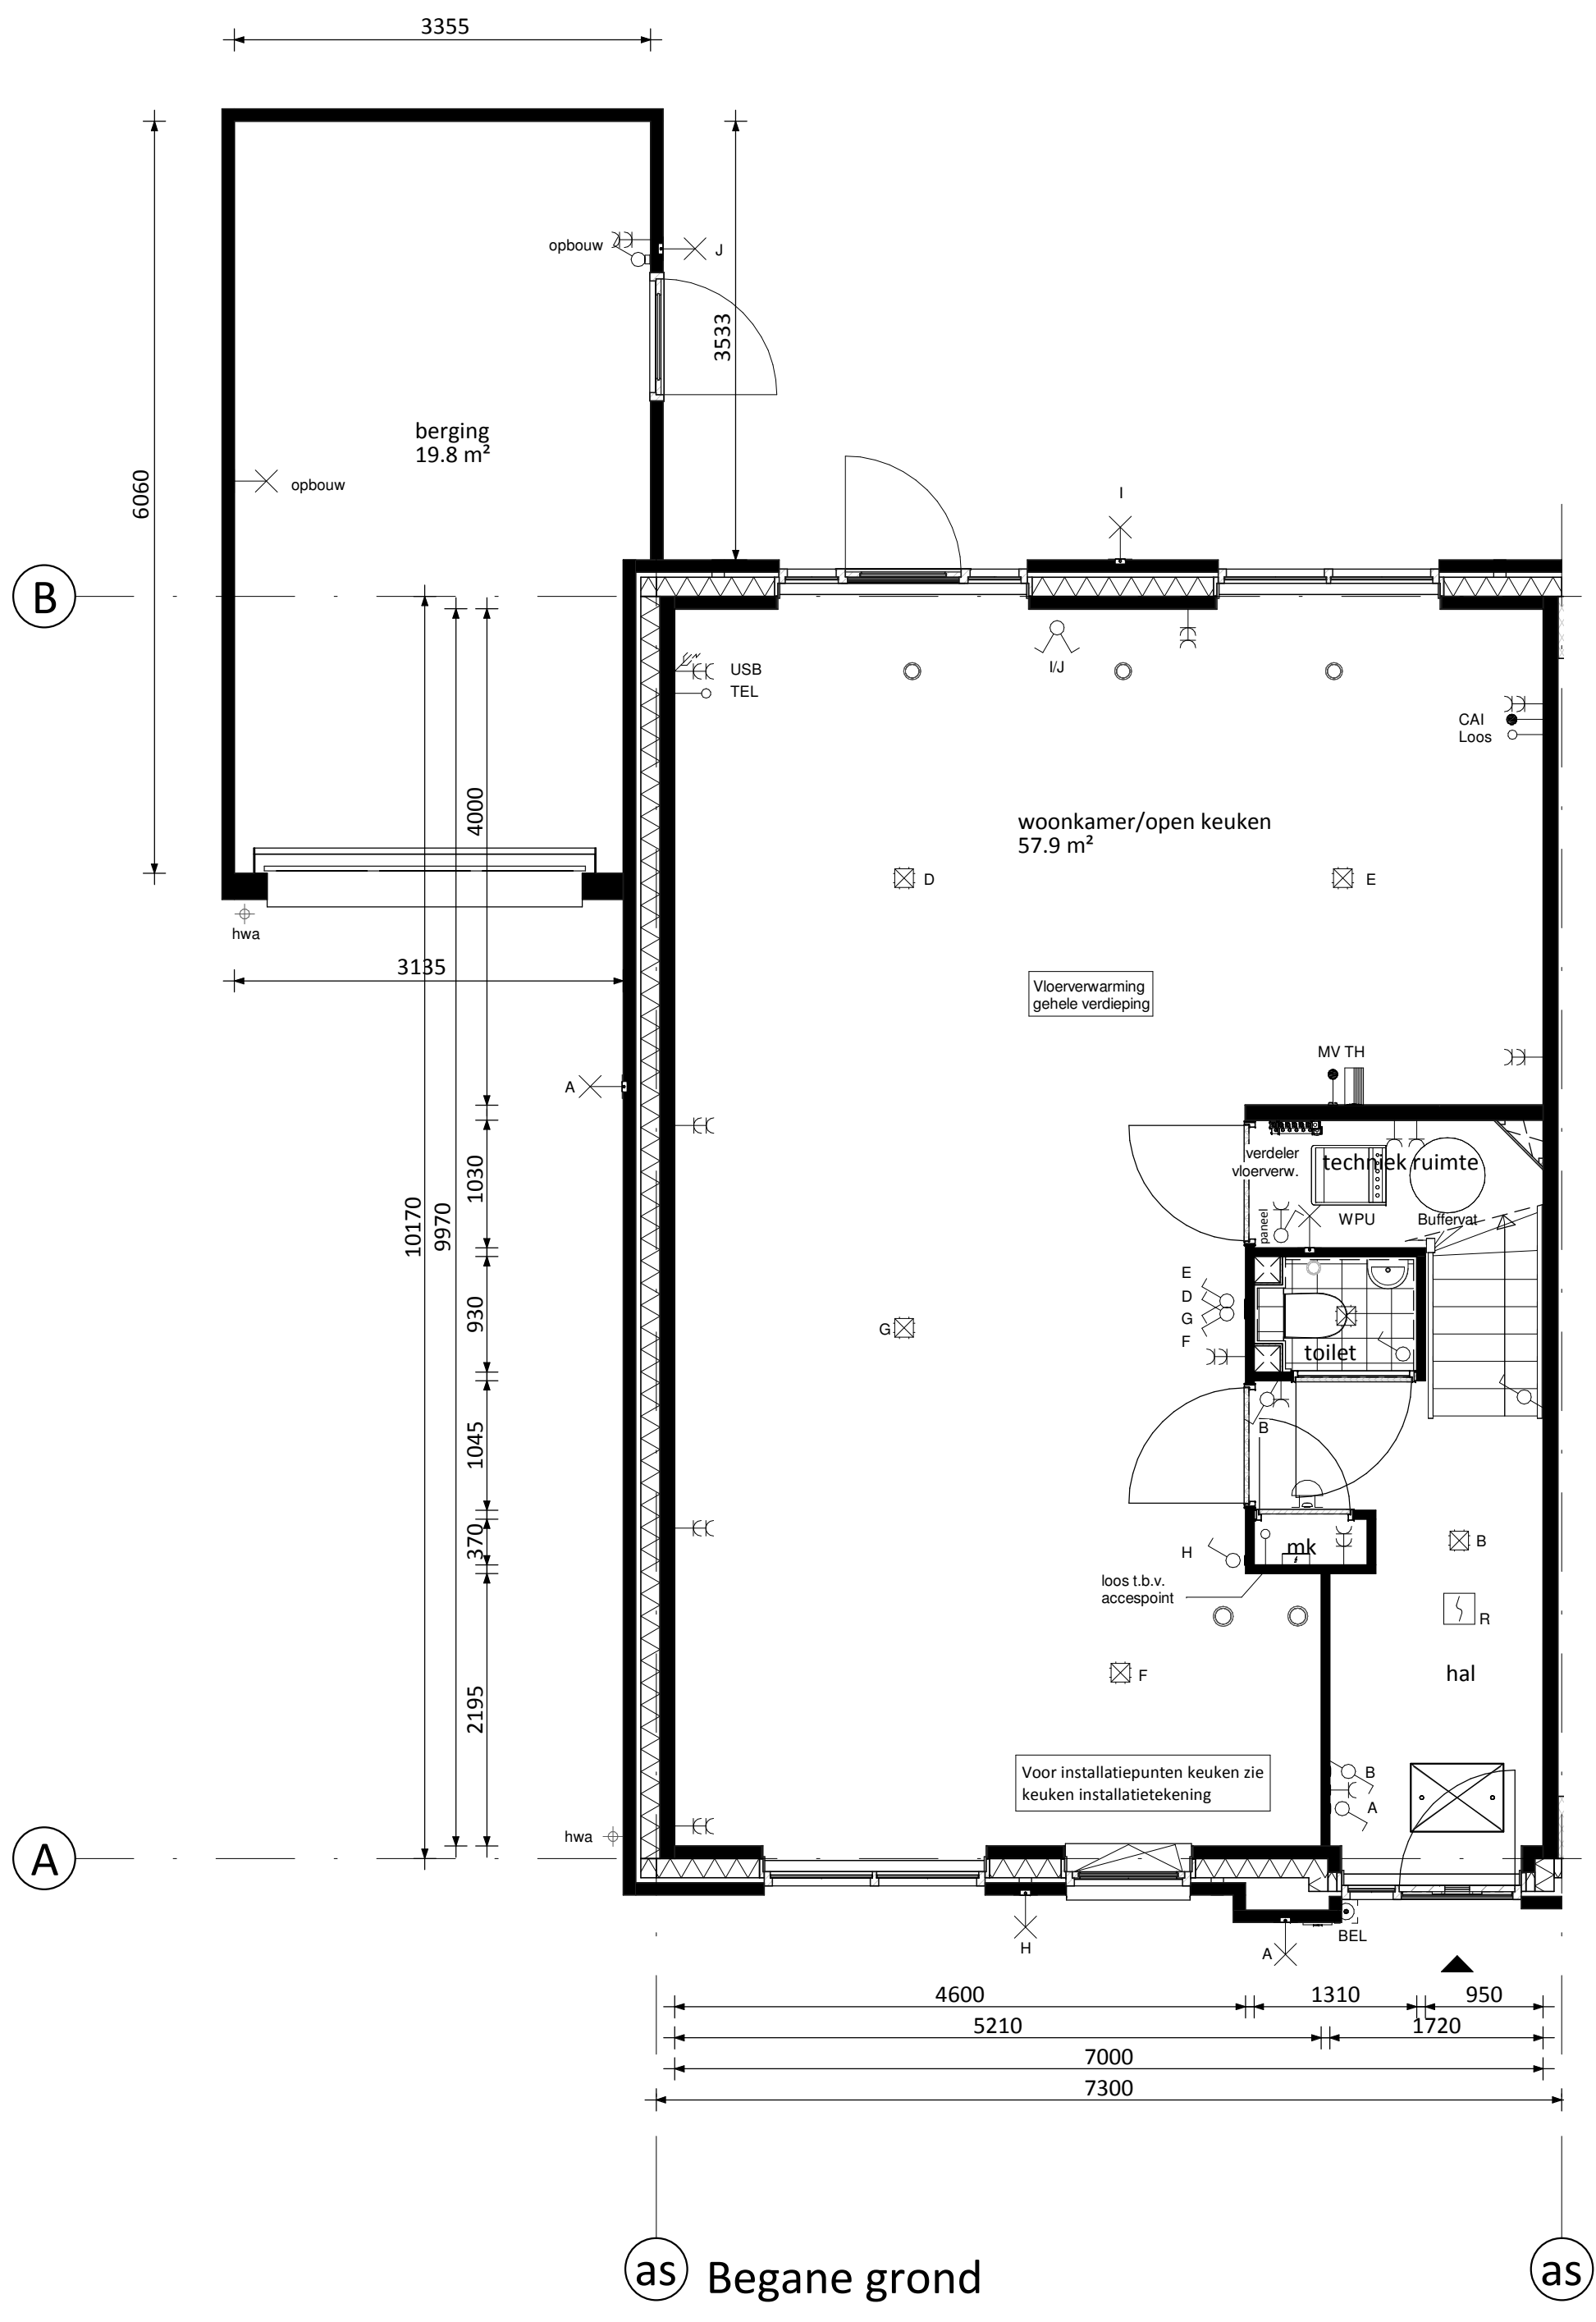 3355
opbouw
J
3533
berging
19.8 m²
6060
opbouw
I
B
I/J
USB
TEL
CAI
Loos
4000
woonkamer/open keuken
57.9 m²
D
E
hwa
3135
Vloerverwarming
gehele verdieping
MV TH
A
1030
verdeler
vloerverw.
techniek ruimte
10170
9970
paneel
WPU
Buffervat
E
D
G
F
930
G
toilet
1045
B
370
H
mk
B
loos t.b.v.
accespoint
R
F
hal
2195
Voor installatiepunten keuken zie
keuken installatietekening
B
A
hwa
A
H
A
BEL
4600
1310
950
5210
1720
7000
7300
as
Begane grond
as